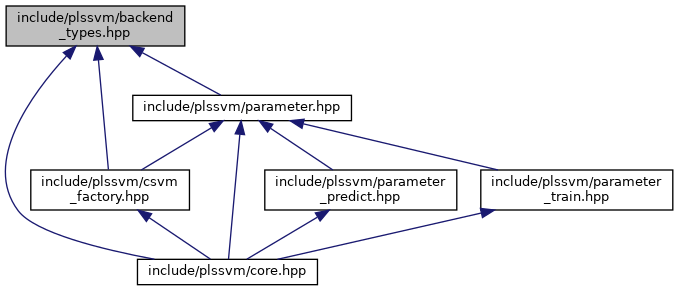 include/plssvm/backend
_types.hpp
include/plssvm/parameter.hpp
include/plssvm/csvm
_factory.hpp
include/plssvm/parameter
_predict.hpp
include/plssvm/parameter
_train.hpp
include/plssvm/core.hpp